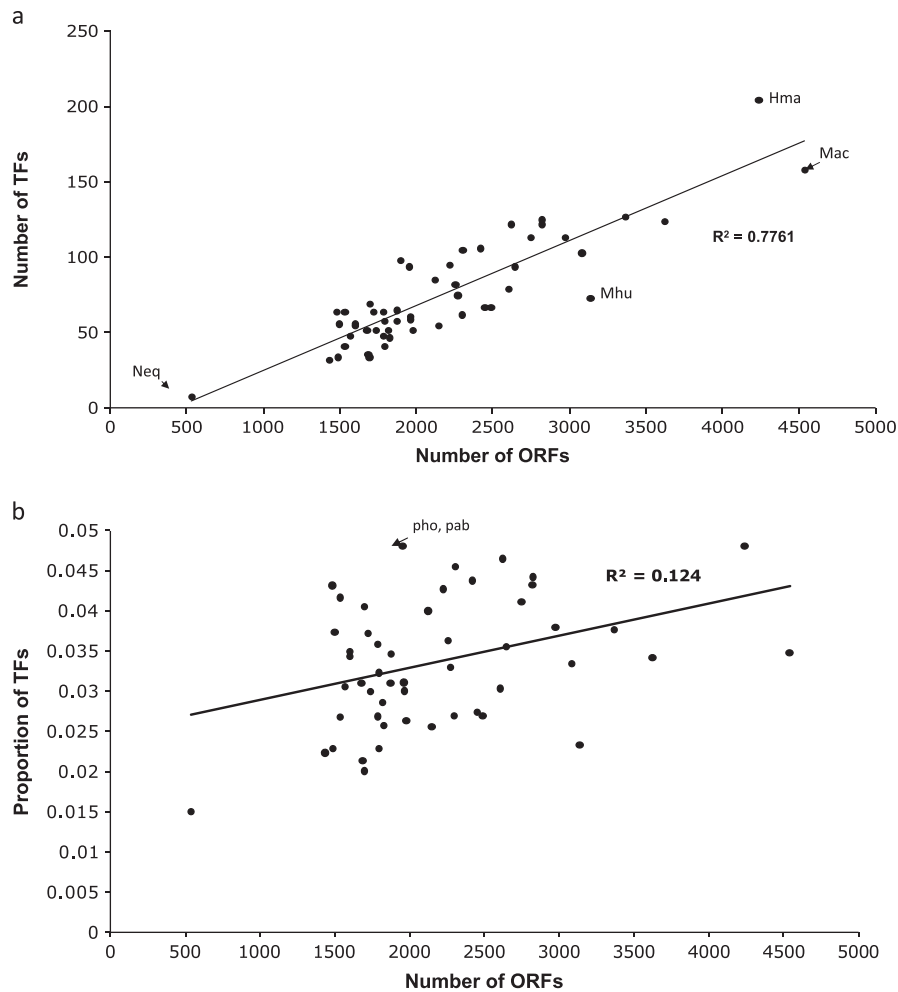 a
250
200
150
100
50
0
Number of TFs
Hma
Mac
R² = 0.7761
Mhu
Neq
0 500 1000 1500 2000 2500 3000 3500 4000 4500 5000
Number of ORFs
b
0.05
0.045
0.04
0.035
0.03
0.025
0.02
0.015
0.01
0.005
0
Proportion of TFs
pho, pab
R² = 0.124
0 500 1000 1500 2000 2500 3000 3500 4000 4500 5000
Number of ORFs